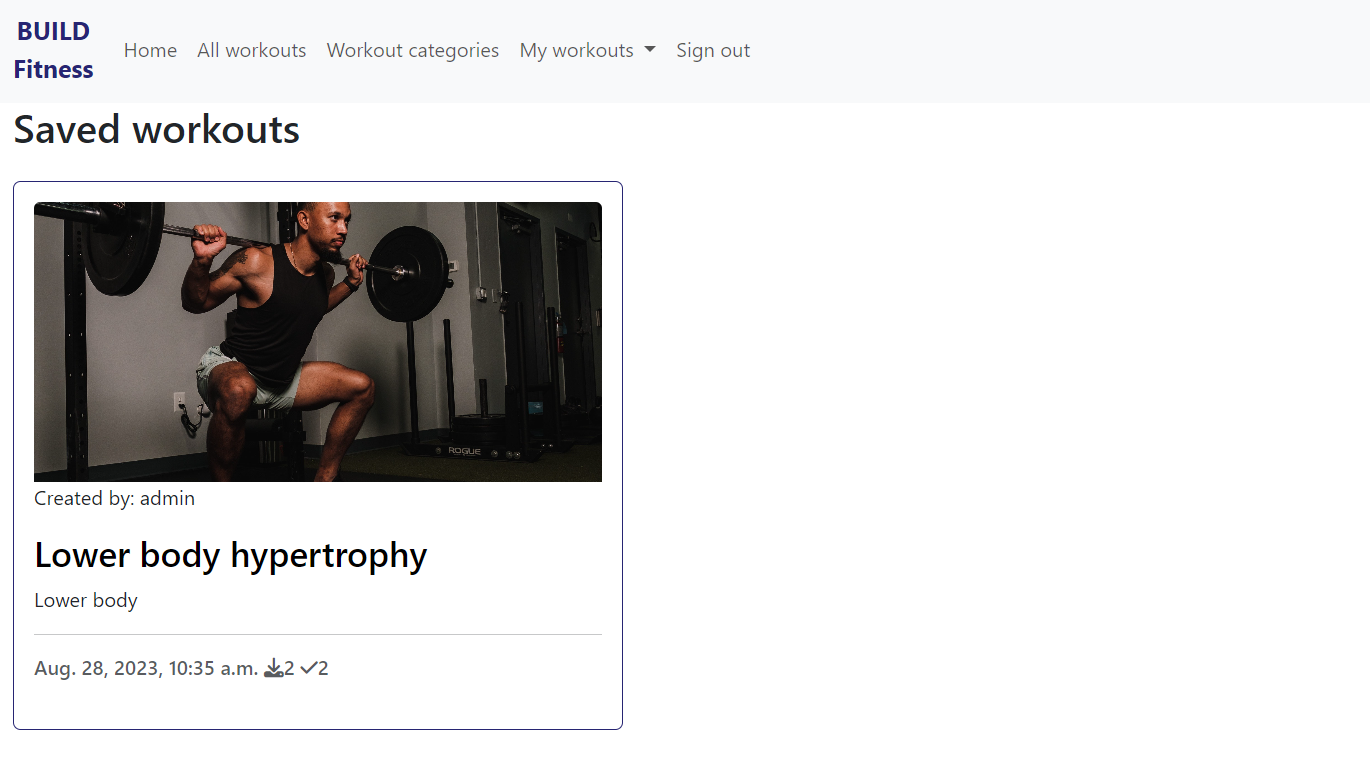 BUILD
Fitness
Home All workouts Workout categories My workouts Sign out
Saved workouts
ROGUE
Created by: admin
Lower body hypertrophy
Lower body
Aug. 28, 2023, 10:35 a.m. 2 2